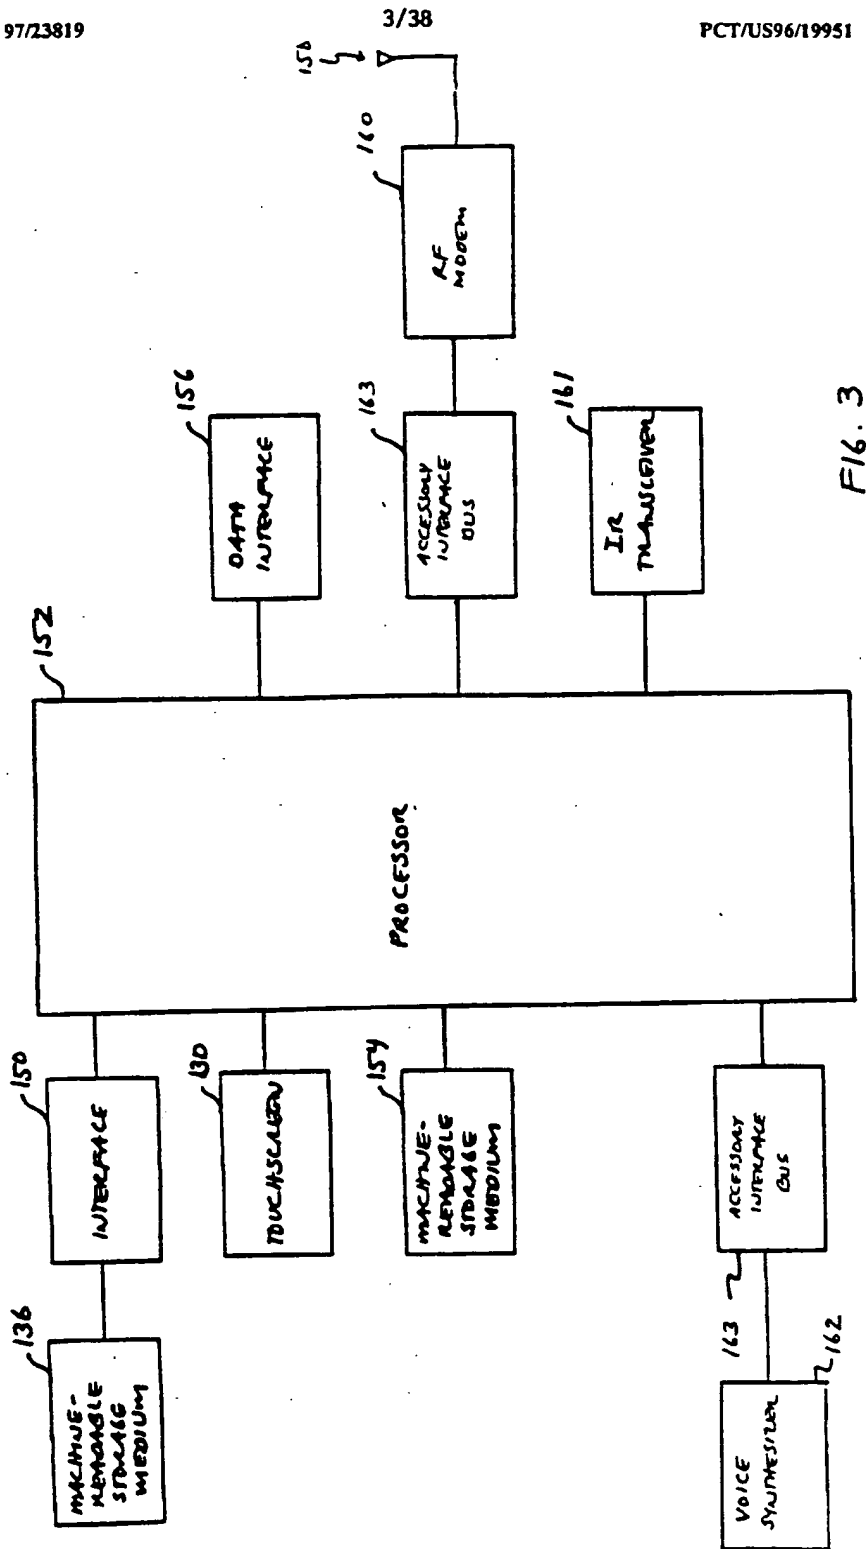 97/23819
3/38
PCT/US96/19951
150
160
RF
MODEM
156
DATA
INTERFACE
163
ACCESSORY
INTERFACE
BUS
161
IR
TRANSCEIVER
FIG. 3
152
PROCESSOR
150
INTERFACE
130
TOUCHSCREEN
154
MACHINE-
READABLE
STORAGE
MEDIUM
ACCESSORY
INTERFACE
BUS
136
MACHINE-
READABLE
STORAGE
MEDIUM
163
162
VOICE
SYNTHESIZER